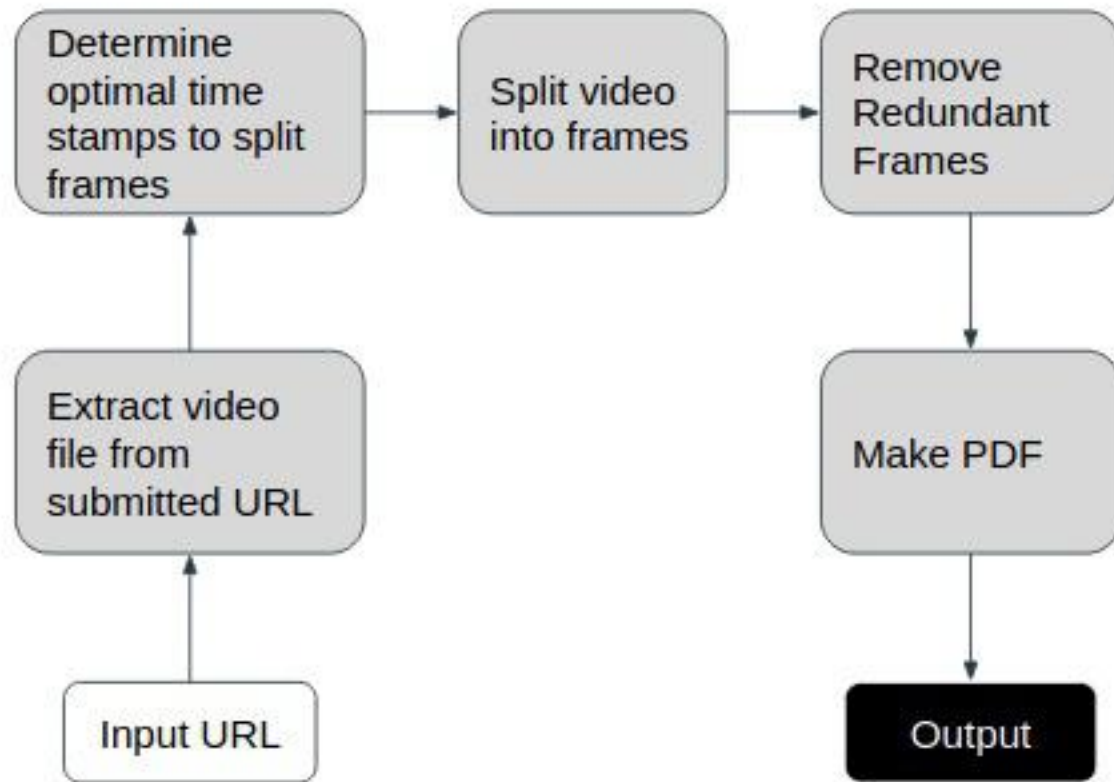 Determine
optimal time
stamps to split
frames
Split video
into frames
Remove
Redundant
Frames
Extract video
file from
submitted URL
Make PDF
Input URL
Output